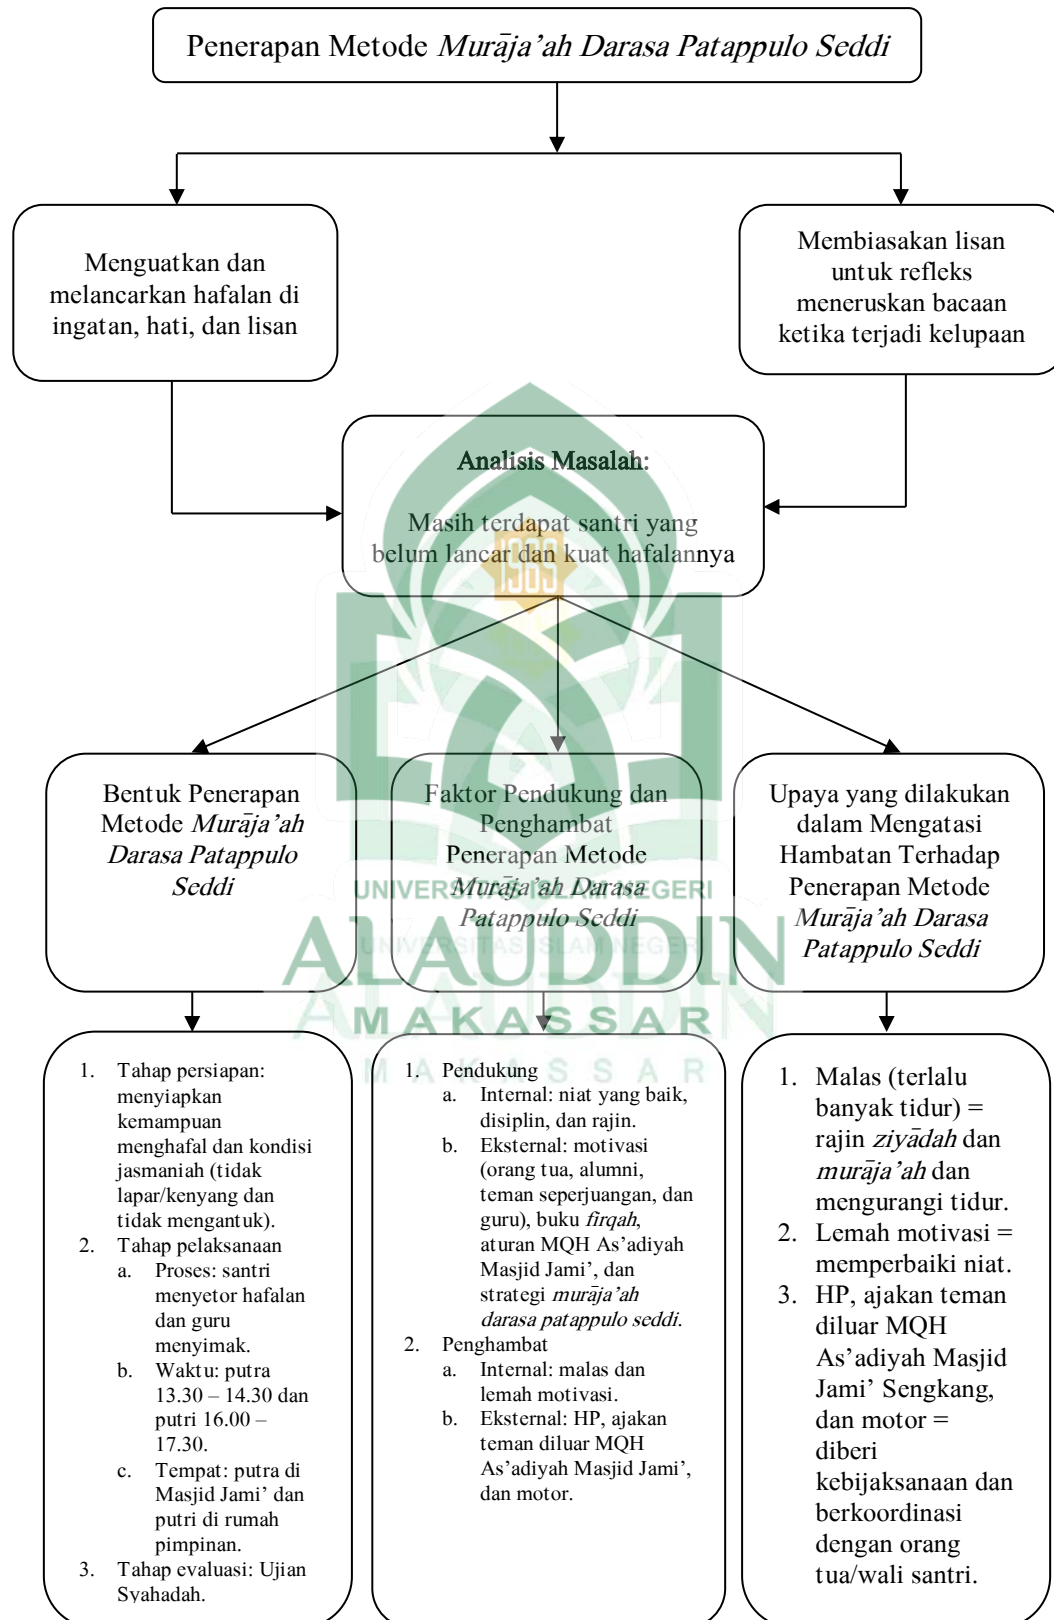 Penerapan Metode Murāja’ah Darasa Patappulo Seddi
Menguatkan dan
melancarkan hafalan di
ingatan, hati, dan lisan
Membiasakan lisan
untuk refleks
meneruskan bacaan
ketika terjadi kelupaan
Analisis Masalah:
Masih terdapat santri yang
belum lancar dan kuat hafalannya
1989
Bentuk Penerapan
Metode Murāja’ah
Darasa Patappulo
Seddi
Faktor Pendukung dan
Penghambat
Penerapan Metode
Murāja’ah Darasa
Patappulo Seddi
Upaya yang dilakukan
dalam Mengatasi
Hambatan Terhadap
Penerapan Metode
Murāja’ah Darasa
Patappulo Seddi
UNIVERSITAS ISLAM NEGERI
ALAUDDIN
UNIVERSITAS ISLAM NEGERI
ALAUDDIN
MAKASSAR
MAKASSAR
1. Tahap persiapan:
menyiapkan
kemampuan
menghafal dan kondisi
jasmaniah (tidak
lapar/kenyang dan
tidak mengantuk).
2. Tahap pelaksanaan
a. Proses: santri
menyetor hafalan
dan guru
menyimak.
b. Waktu: putra
13.30 – 14.30 dan
putri 16.00 –
17.30.
c. Tempat: putra di
Masjid Jami’ dan
putri di rumah
pimpinan.
3. Tahap evaluasi: Ujian
Syahadah.
1. Pendukung
a. Internal: niat yang baik,
disiplin, dan rajin.
b. Eksternal: motivasi
(orang tua, alumni,
teman seperjuangan, dan
guru), buku firqah,
aturan MQH As’adiyah
Masjid Jami’, dan
strategi murāja’ah
darasa patappulo seddi.
2. Penghambat
a. Internal: malas dan
lemah motivasi.
b. Eksternal: HP, ajakan
teman diluar MQH
As’adiyah Masjid Jami’,
dan motor.
1. Malas (terlalu
banyak tidur) =
rajin ziyādah dan
murāja’ah dan
mengurangi tidur.
2. Lemah motivasi =
memperbaiki niat.
3. HP, ajakan teman
diluar MQH
As’adiyah Masjid
Jami’ Sengkang,
dan motor =
diberi
kebijaksanaan dan
berkoordinasi
dengan orang
tua/wali santri.